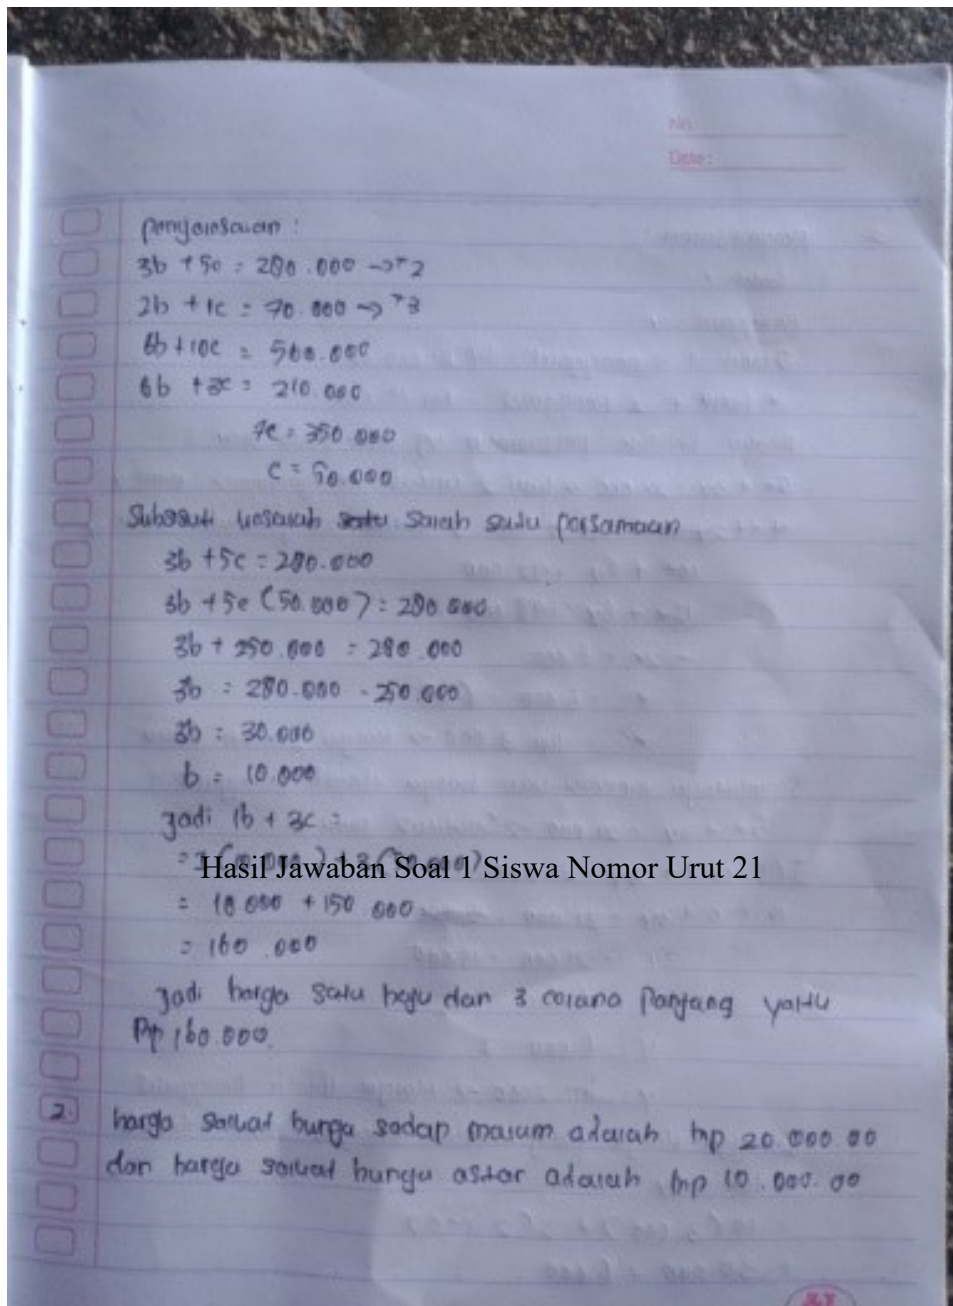 No
Date:
penyelesaian:
3b + 5c = 280.000 → *2
2b + 1c = 70.000 → *3
6b + 10c = 560.000
6b + 3c = 210.000
7c = 350.000
c = 50.000
salah satu persamaan
3b + 5c = 280.000
3b + 5c (50.000) = 280.000
3b + 250.000 = 280.000
3b = 280.000 - 250.000
3b = 30.000
b = 10.000
Jadi 1b + 3c =
Hasil Jawaban Soal 1 Siswa Nomor Urut 21
= 10.000 + 150.000
= 160.000
Jadi harga satu baju dan 3 celana panjang yaitu
Rp 160.000.
2. harga bunga sedap malam adalah Rp 20.000.00
dan harga bunga aster adalah Rp 10.000.00